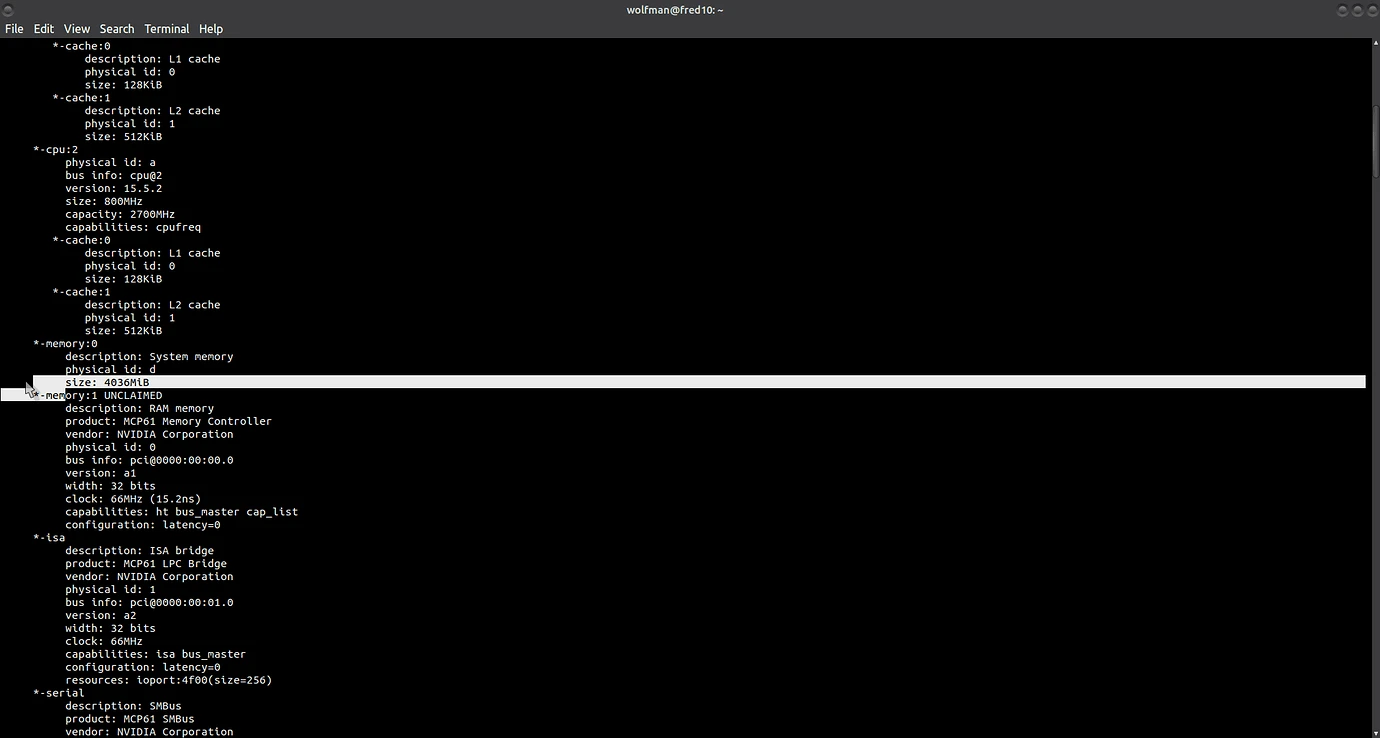 wolfman@fred10: ~
File Edit View Search Terminal Help
*-cache:0
description: L1 cache
physical id: 0
size: 128KiB
*-cache:1
description: L2 cache
physical id: 1
size: 512KiB
*-cpu:2
physical id: a
bus info: cpu@2
version: 15.5.2
size: 800MHz
capacity: 2700MHz
capabilities: cpufreq
*-cache:0
description: L1 cache
physical id: 0
size: 128KiB
*-cache:1
description: L2 cache
physical id: 1
size: 512KiB
*-memory:0
description: System memory
physical id: d
size: 4036MiB
*-memory:1 UNCLAIMED
description: RAM memory
product: MCP61 Memory Controller
vendor: NVIDIA Corporation
physical id: 0
bus info: pci@0000:00:00.0
version: a1
width: 32 bits
clock: 66MHz (15.2ns)
capabilities: ht bus_master cap_list
configuration: latency=0
*-isa
description: ISA bridge
product: MCP61 LPC Bridge
vendor: NVIDIA Corporation
physical id: 1
bus info: pci@0000:00:01.0
version: a2
width: 32 bits
clock: 66MHz
capabilities: isa bus_master
configuration: latency=0
resources: ioport:4f00(size=256)
*-serial
description: SMBus
product: MCP61 SMBus
vendor: NVIDIA Corporation